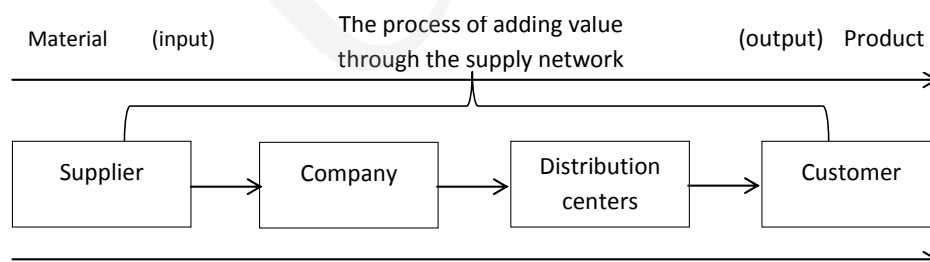 The process of adding value
Material (input) (output) Product
through the supply network
Supplier
Company
Distribution
centers
Customer